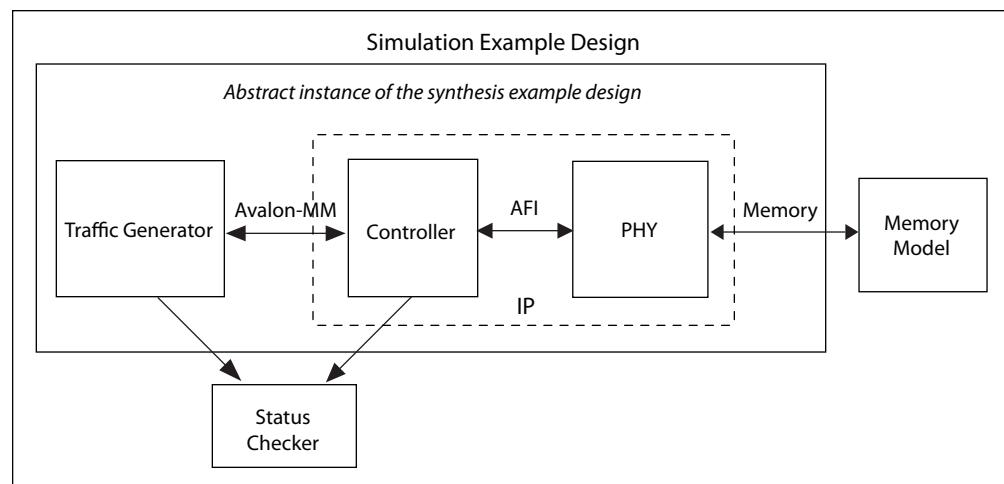 Simulation Example Design
Abstract instance of the synthesis example design
Traffic Generator
Avalon-MM
Controller
AFI
PHY
Memory
Memory
Model
IP
Status
Checker